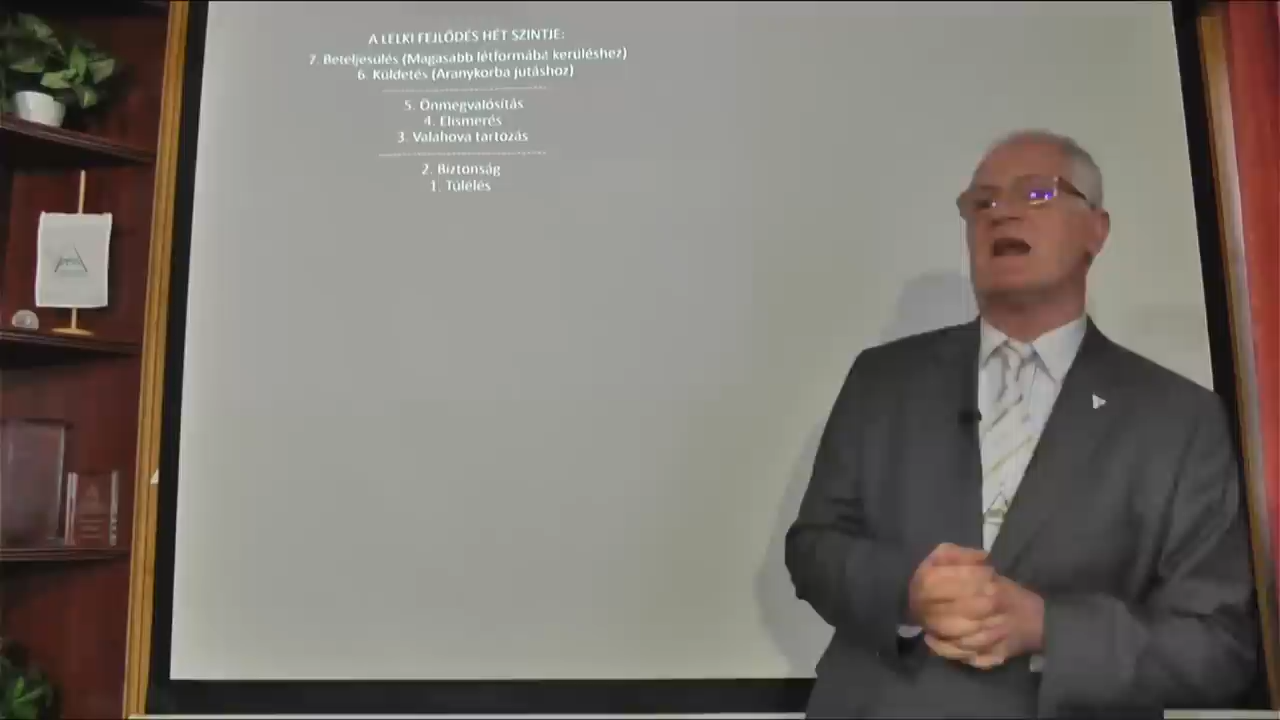 A LELKI FEJLŐDÉS HÉT SZINTJE:
7. Beteljesülés (Magasabb létformába kerüléshez)
6. Küldetés (Aranykorba jutáshoz)
5. Önmegvalósítás
4. Elismerés
3. Valahova tartozás
2. Biztonság
1. Túlélés